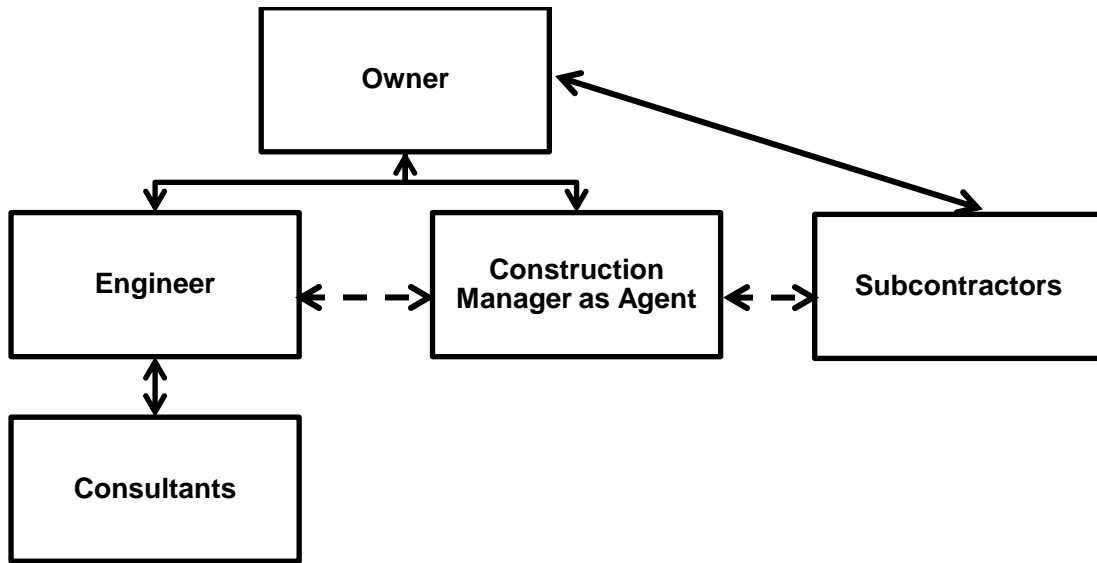 Owner
Engineer
Construction
Manager as Agent
Subcontractors
Consultants